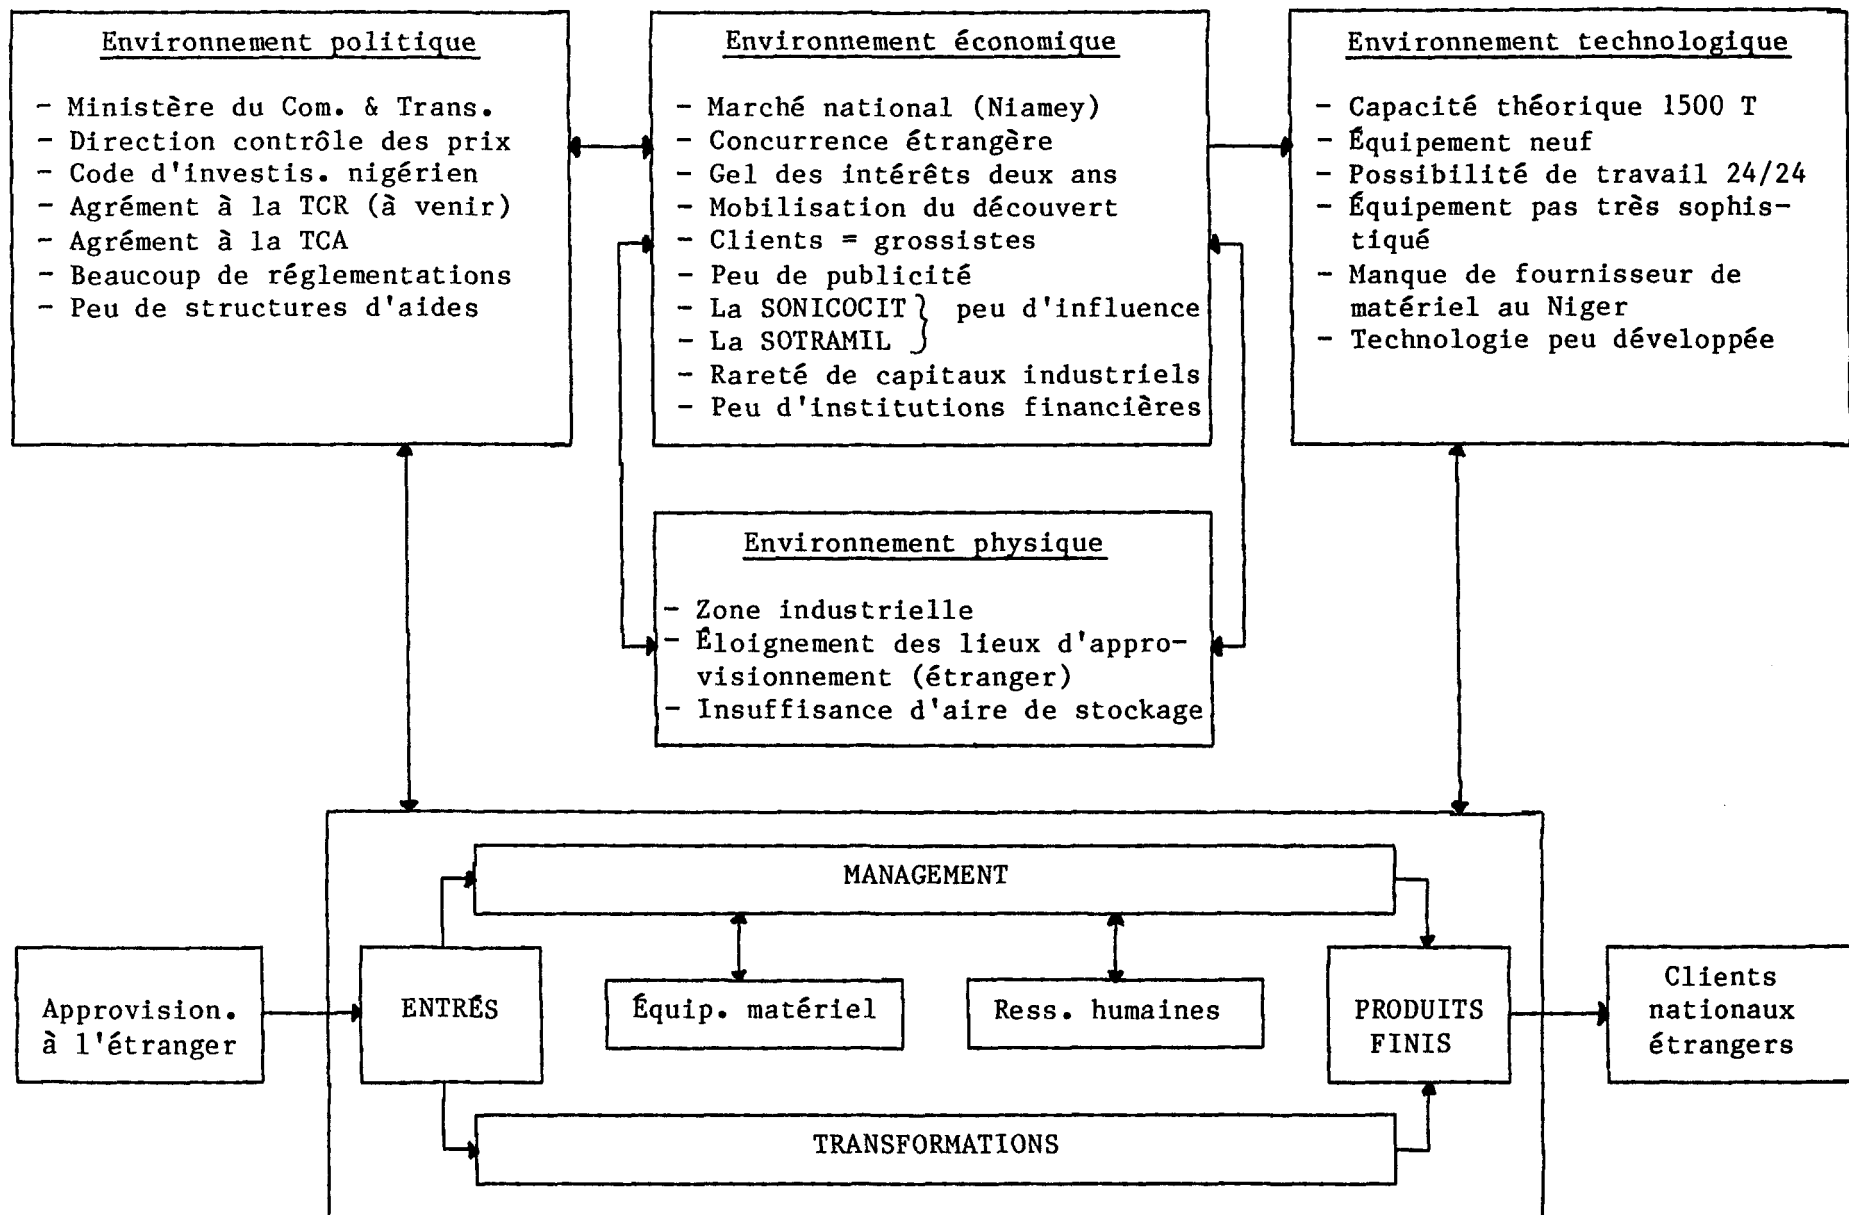 Environnement politique
- Ministère du Com. & Trans.
- Direction contrôle des prix
- Code d'investis. nigérien
- Agrément à la TCR (à venir)
- Agrément à la TCA
- Beaucoup de réglementations
- Peu de structures d'aides
Environnement économique
- Marché national (Niamey)
- Concurrence étrangère
- Gel des intérêts deux ans
- Mobilisation du découvert
- Clients = grossistes
- Peu de publicité
- La SONICOCIT } peu d'influence
- La SOTRAMIL
- Rareté de capitaux industriels
- Peu d'institutions financières
Environnement technologique
- Capacité théorique 1500 T
- Équipement neuf
- Possibilité de travail 24/24
- Équipement pas très sophis-
tiqué
- Manque de fournisseur de
matériel au Niger
- Technologie peu développée
Environnement physique
- Zone industrielle
- Éloignement des lieux d'appro-
visionnement (étranger)
- Insuffisance d'aire de stockage
MANAGEMENT
Approvision.
à l'étranger
ENTRÉS
Équip. matériel
Ress. humaines
PRODUITS
FINIS
Clients
nationaux
étrangers
TRANSFORMATIONS